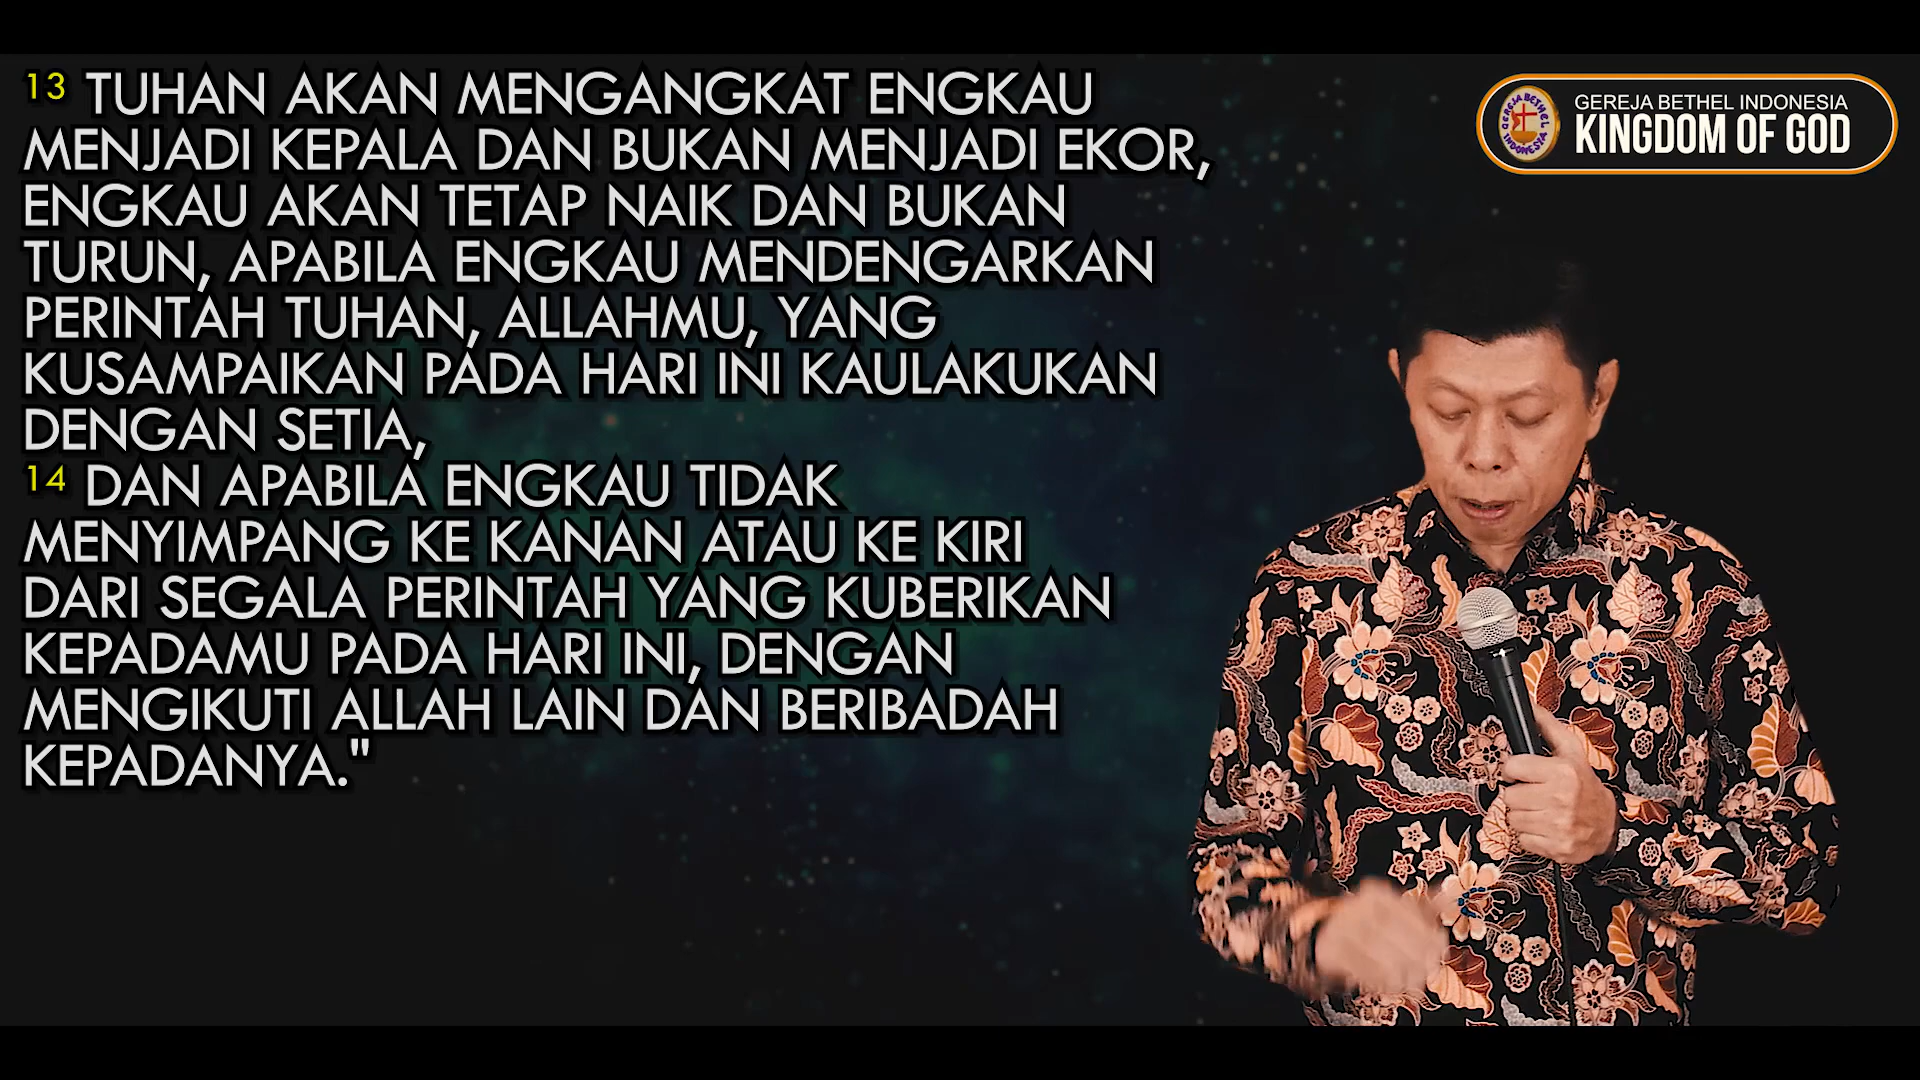 13 TUHAN AKAN MENGANGKAT ENGKAU
MENJADI KEPALA DAN BUKAN MENJADI EKOR,
ENGKAU AKAN TETAP NAIK DAN BUKAN
TURUN, APABILA ENGKAU MENDENGARKAN
PERINTAH TUHAN, ALLAHMU, YANG
KUSAMPAIKAN PADA HARI INI KAULAKUKAN
DENGAN SETIA,
14 DAN APABILA ENGKAU TIDAK
MENYIMPANG KE KANAN ATAU KE KIRI
DARI SEGALA PERINTAH YANG KUBERIKAN
KEPADAMU PADA HARI INI, DENGAN
MENGIKUTI ALLAH LAIN DAN BERIBADAH
KEPADANYA."
GEREJA BETHEL INDONESIA
KINGDOM OF GOD
GEREJA BETHEL
INDONESIA